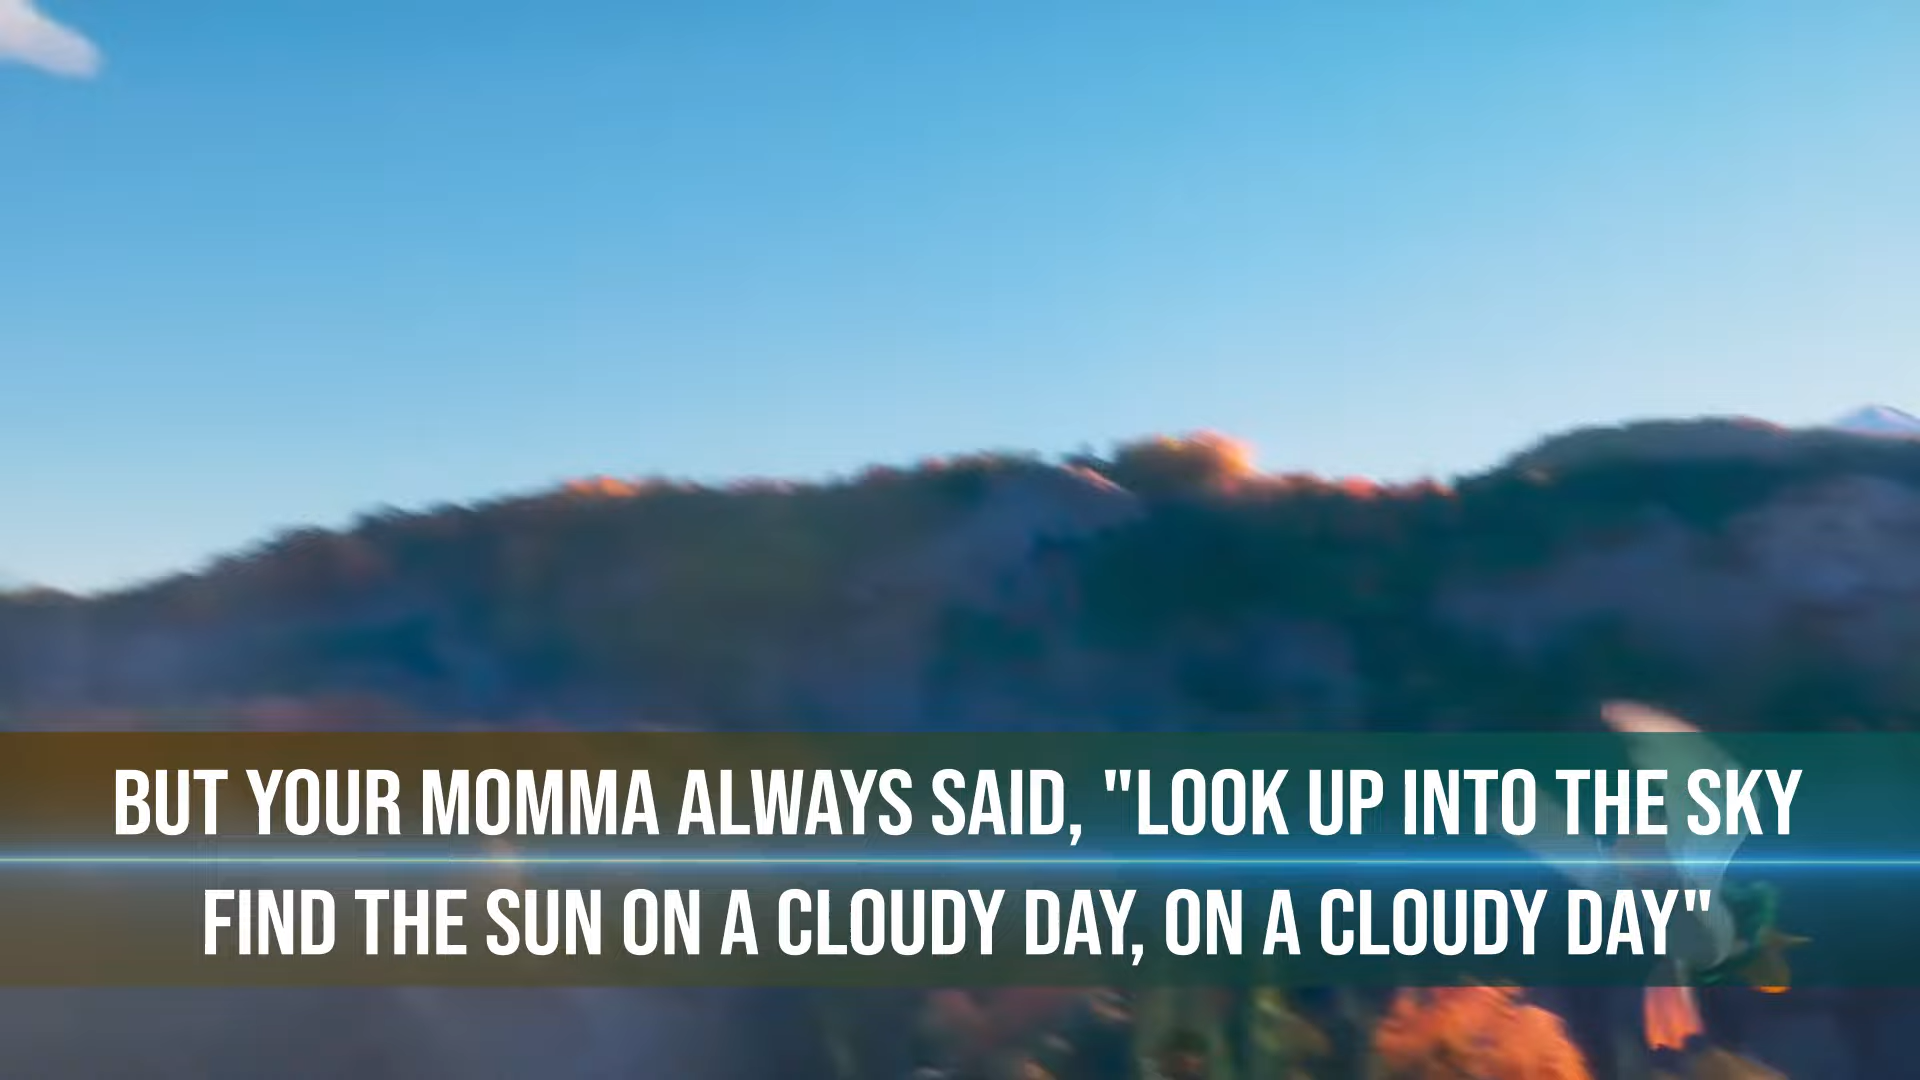 BUT YOUR MOMMA ALWAYS SAID, "LOOK UP INTO THE SKY
FIND THE SUN ON A CLOUDY DAY, ON A CLOUDY DAY"